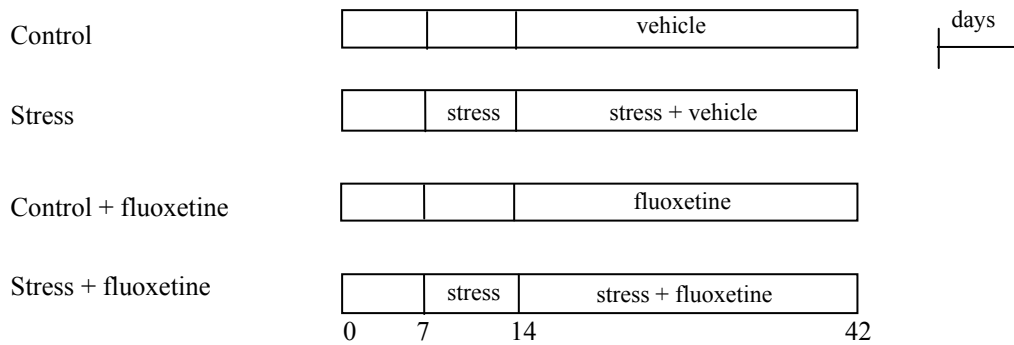 Control
vehicle
days
Stress
stress
stress + vehicle
Control + fluoxetine
fluoxetine
Stress + fluoxetine
stress
stress + fluoxetine
0 7 14 42